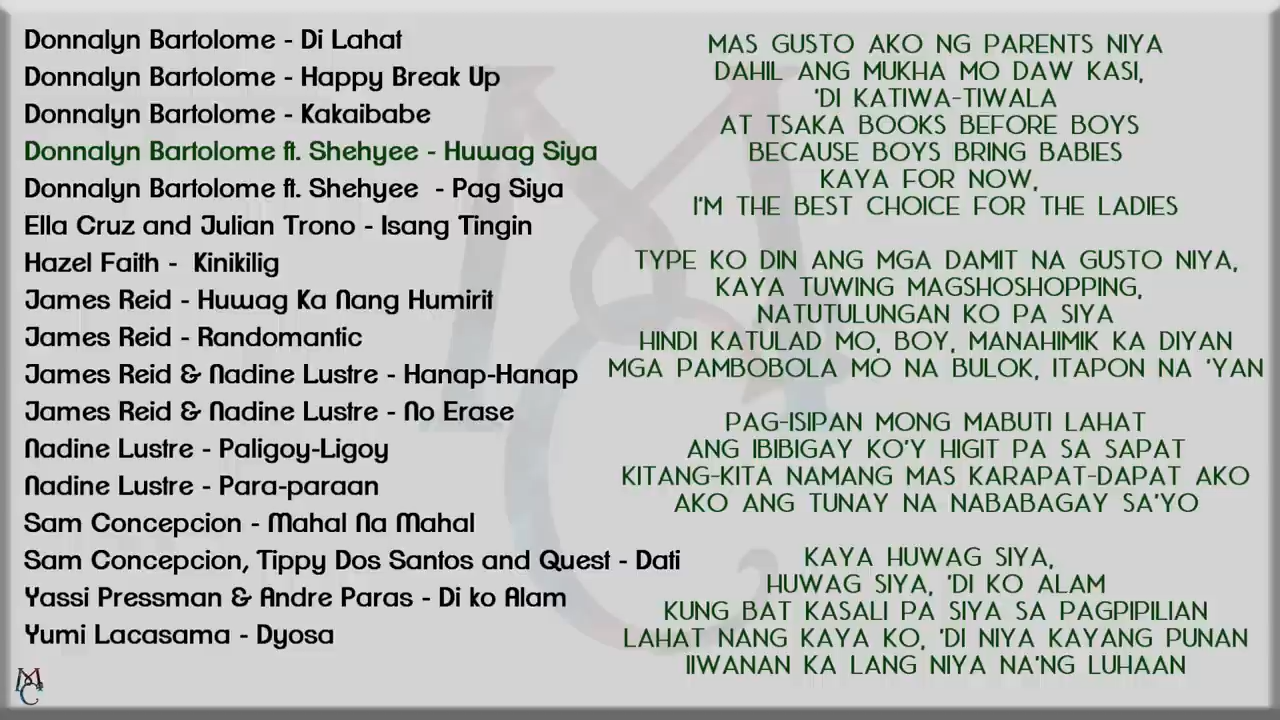 Donnalyn Bartolome - Di Lahat
Donnalyn Bartolome - Happy Break Up
Donnalyn Bartolome - Kakaibabe
Donnalyn Bartolome ft. Shehyee - Huwag Siya
Donnalyn Bartolome ft. Shehyee - Pag Siya
Ella Cruz and Julian Trono - Isang Tingin
Hazel Faith - Kinikilig
James Reid - Huwag Ka Nang Humirit
James Reid - Randomantic
James Reid & Nadine Lustre - Hanap-Hanap
James Reid & Nadine Lustre - No Erase
Nadine Lustre - Paligoy-Ligoy
Nadine Lustre - Para-paraan
Sam Concepcion - Mahal Na Mahal
Sam Concepcion, Tippy Dos Santos and Quest - Dati
Yassi Pressman & Andre Paras - Di ko Alam
Yumi Lacasama - Dyosa
MC
MAS GUSTO AKO NG PARENTS NIYA
DAHIL ANG MUKHA MO DAW KASI,
'DI KATIWA-TIWALA
AT TSAKA BOOKS BEFORE BOYS
BECAUSE BOYS BRING BABIES
KAYA FOR NOW,
I'M THE BEST CHOICE FOR THE LADIES
TYPE KO DIN ANG MGA DAMIT NA GUSTO NIYA,
KAYA TUWING MAGSHOSHOPPING,
NATUTULUNGAN KO PA SIYA
HINDI KATULAD MO, BOY, MANAHIMIK KA DIYAN
MGA PAMBOBOLA MO NA BULOK, ITAPON NA 'YAN
PAG-ISIPAN MONG MABUTI LAHAT
ANG IBIBIGAY KO'Y HIGIT PA SA SAPAT
KITANG-KITA NAMANG MAS KARAPAT-DAPAT AKO
AKO ANG TUNAY NA NABABAGAY SA'YO
KAYA HUWAG SIYA,
HUWAG SIYA, 'DI KO ALAM
KUNG BAT KASALI PA SIYA SA PAGPIPILIAN
LAHAT NANG KAYA KO, 'DI NIYA KAYANG PUNAN
IIWANAN KA LANG NIYA NA'NG LUHAAN